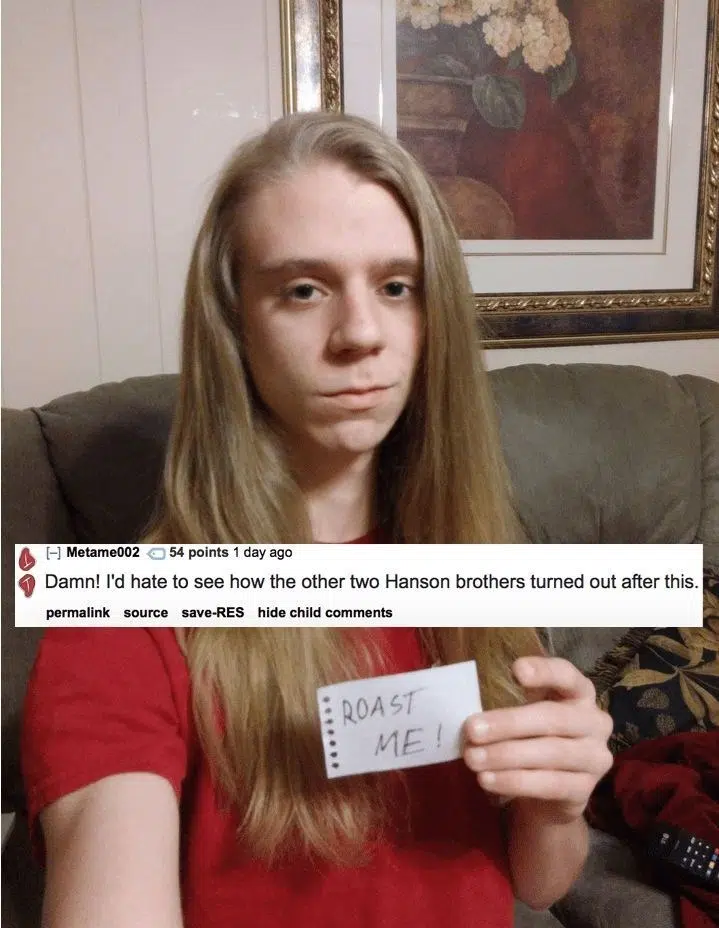 [–] Metame002 54 points 1 day ago
Damn! I'd hate to see how the other two Hanson brothers turned out after this.
permalink source save-RES hide child comments
ROAST
ME!